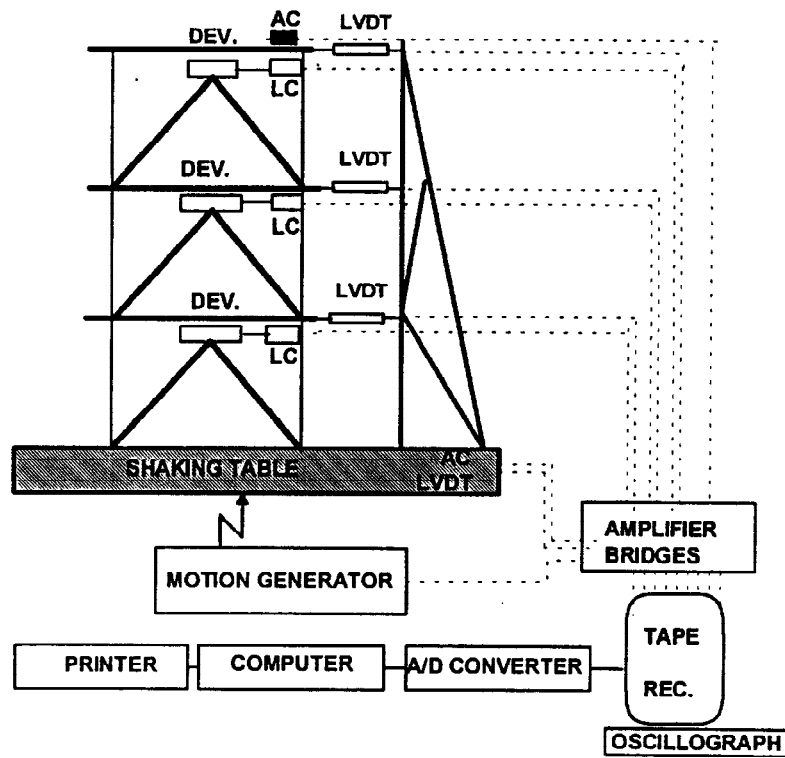 AC
DEV.
LVDT
LC
DEV.
LVDT
LC
DEV.
LVDT
LC
SHAKING TABLE
AC
LVDT
AMPLIFIER
BRIDGES
MOTION GENERATOR
TAPE
REC.
PRINTER
COMPUTER
A/D CONVERTER
OSCILLOGRAPH